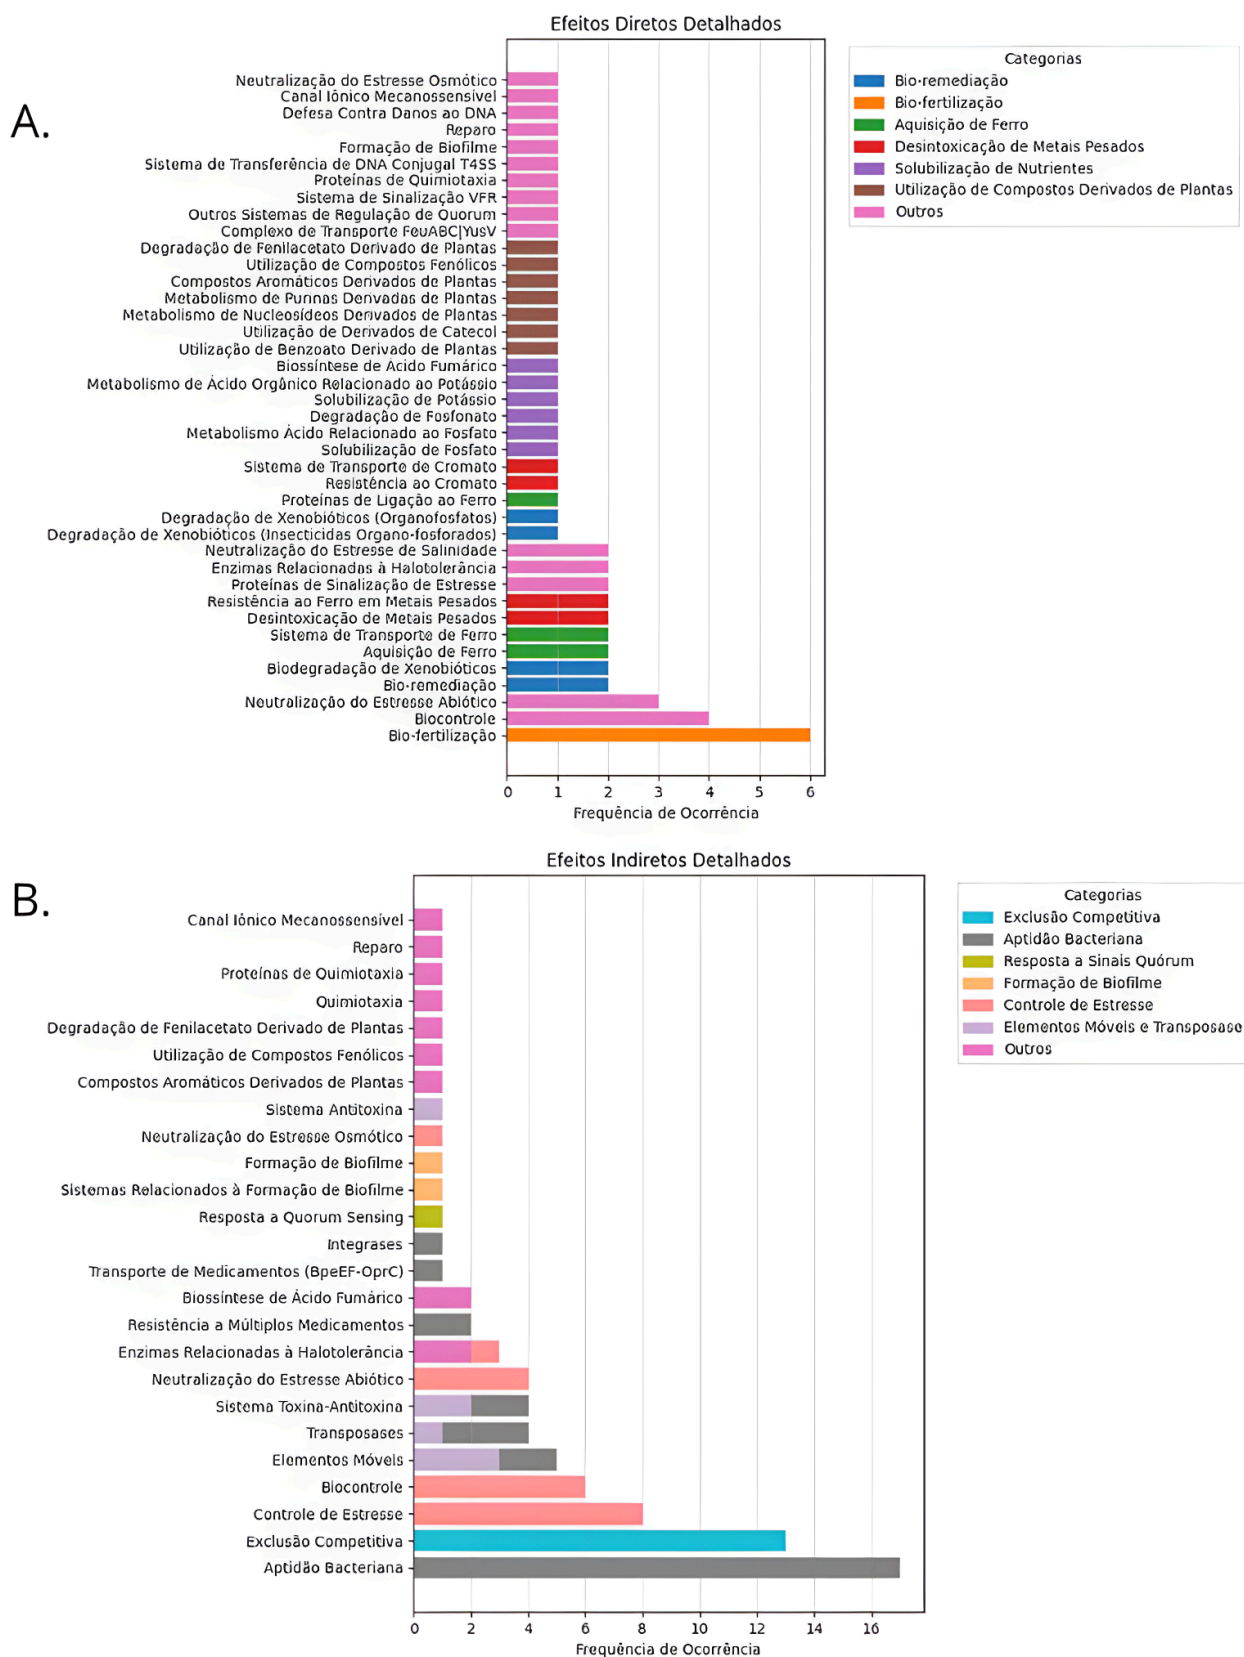 A.
Efeitos Diretos Detalhados
Neutralização do Estresse Osmótico
Canal Iônico Mecanossensível
Defesa Contra Danos ao DNA
Reparo
Formação de Biofilme
Sistema de Transferência de DNA Conjugal T4SS
Proteínas de Quimiotaxia
Sistema de Sinalização VFR
Outros Sistemas de Regulação de Quorum
Complexo de Transporte FeuABC|YusV
Degradação de Fenilacetato Derivado de Plantas
Utilização de Compostos Fenólicos
Compostos Aromáticos Derivados de Plantas
Metabolismo de Purinas Derivadas de Plantas
Metabolismo de Nucleosídeos Derivados de Plantas
Utilização de Derivados de Catecol
Utilização de Benzoato Derivado de Plantas
Biossíntese de Ácido Fumárico
Metabolismo de Ácido Orgânico Relacionado ao Potássio
Solubilização de Potássio
Degradação de Fosfonato
Metabolismo Ácido Relacionado ao Fosfato
Solubilização de Fosfato
Sistema de Transporte de Cromato
Resistência ao Cromato
Proteínas de Ligação ao Ferro
Degradação de Xenobióticos (Organofosfatos)
Degradação de Xenobióticos (Insecticidas Organo-fosforados)
Neutralização do Estresse de Salinidade
Enzimas Relacionadas à Halotolerância
Proteínas de Sinalização de Estresse
Resistência ao Ferro em Metais Pesados
Desintoxicação de Metais Pesados
Sistema de Transporte de Ferro
Aquisição de Ferro
Biodegradação de Xenobióticos
Bio-remediação
Neutralização do Estresse Abiótico
Biocontrole
Bio-fertilização
0 1 2 3 4 5 6
Frequência de Ocorrência
Categorias
Bio-remediação
Bio-fertilização
Aquisição de Ferro
Desintoxicação de Metais Pesados
Solubilização de Nutrientes
Utilização de Compostos Derivados de Plantas
Outros
B.
Efeitos Indiretos Detalhados
Canal Iônico Mecanossensível
Reparo
Proteínas de Quimiotaxia
Quimiotaxia
Degradação de Fenilacetato Derivado de Plantas
Utilização de Compostos Fenólicos
Compostos Aromáticos Derivados de Plantas
Sistema Antitoxina
Neutralização do Estresse Osmótico
Formação de Biofilme
Sistemas Relacionados à Formação de Biofilme
Resposta a Quorum Sensing
Integrases
Transporte de Medicamentos (BpeEF-OprC)
Biossíntese de Ácido Fumárico
Resistência a Múltiplos Medicamentos
Enzimas Relacionadas à Halotolerância
Neutralização do Estresse Abiótico
Sistema Toxina-Antitoxina
Transposases
Elementos Móveis
Biocontrole
Controle de Estresse
Exclusão Competitiva
Aptidão Bacteriana
0 2 4 6 8 10 12 14 16
Frequência de Ocorrência
Categorias
Exclusão Competitiva
Aptidão Bacteriana
Resposta a Sinais Quórum
Formação de Biofilme
Controle de Estresse
Elementos Móveis e Transposase
Outros